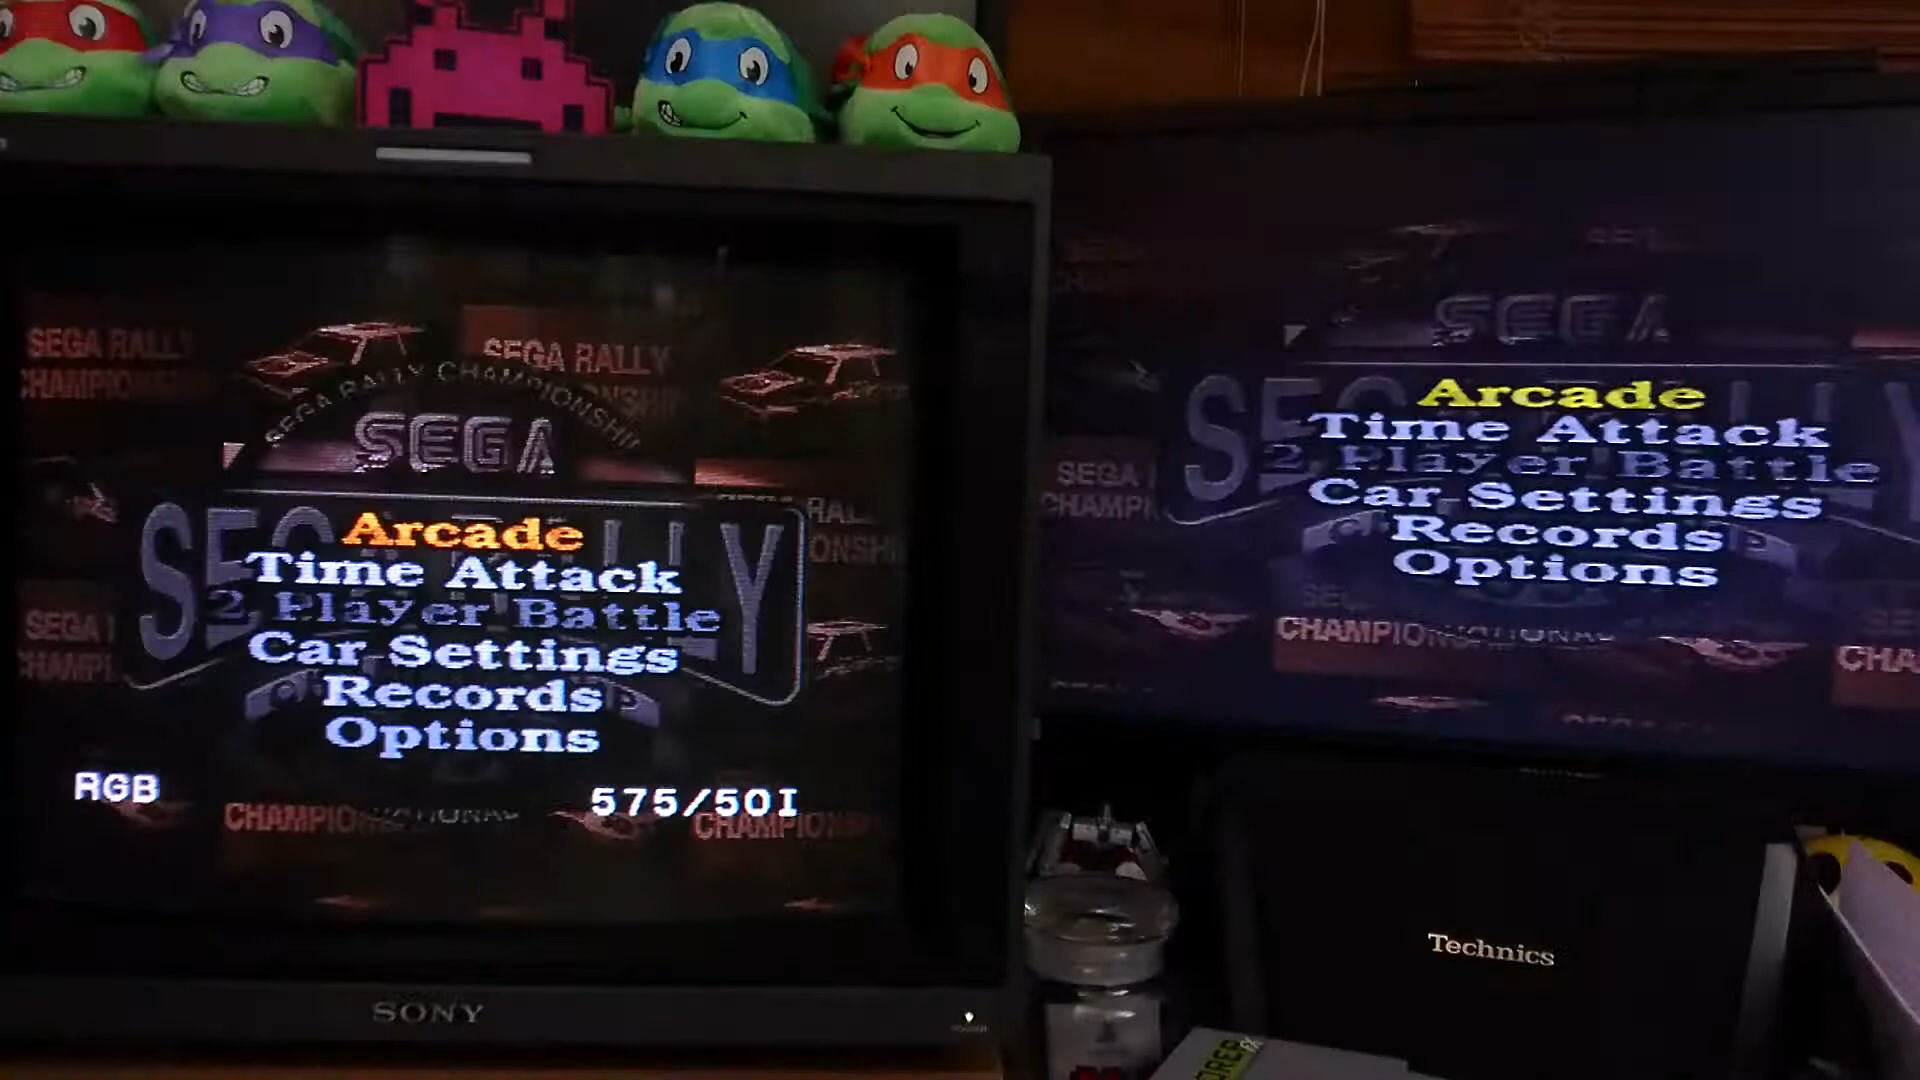 SEGA RALLY
CHAMPIONSHIP
SEGA RALLY
SEGA RALLY CHAMPIONSHIP
SEGA
Arcade
Time Attack
2 Player Battle
Car Settings
Records
Options
RGB
575/50I
SONY
SEGA
Arcade
Time Attack
2 Player Battle
Car Settings
Records
Options
Technics